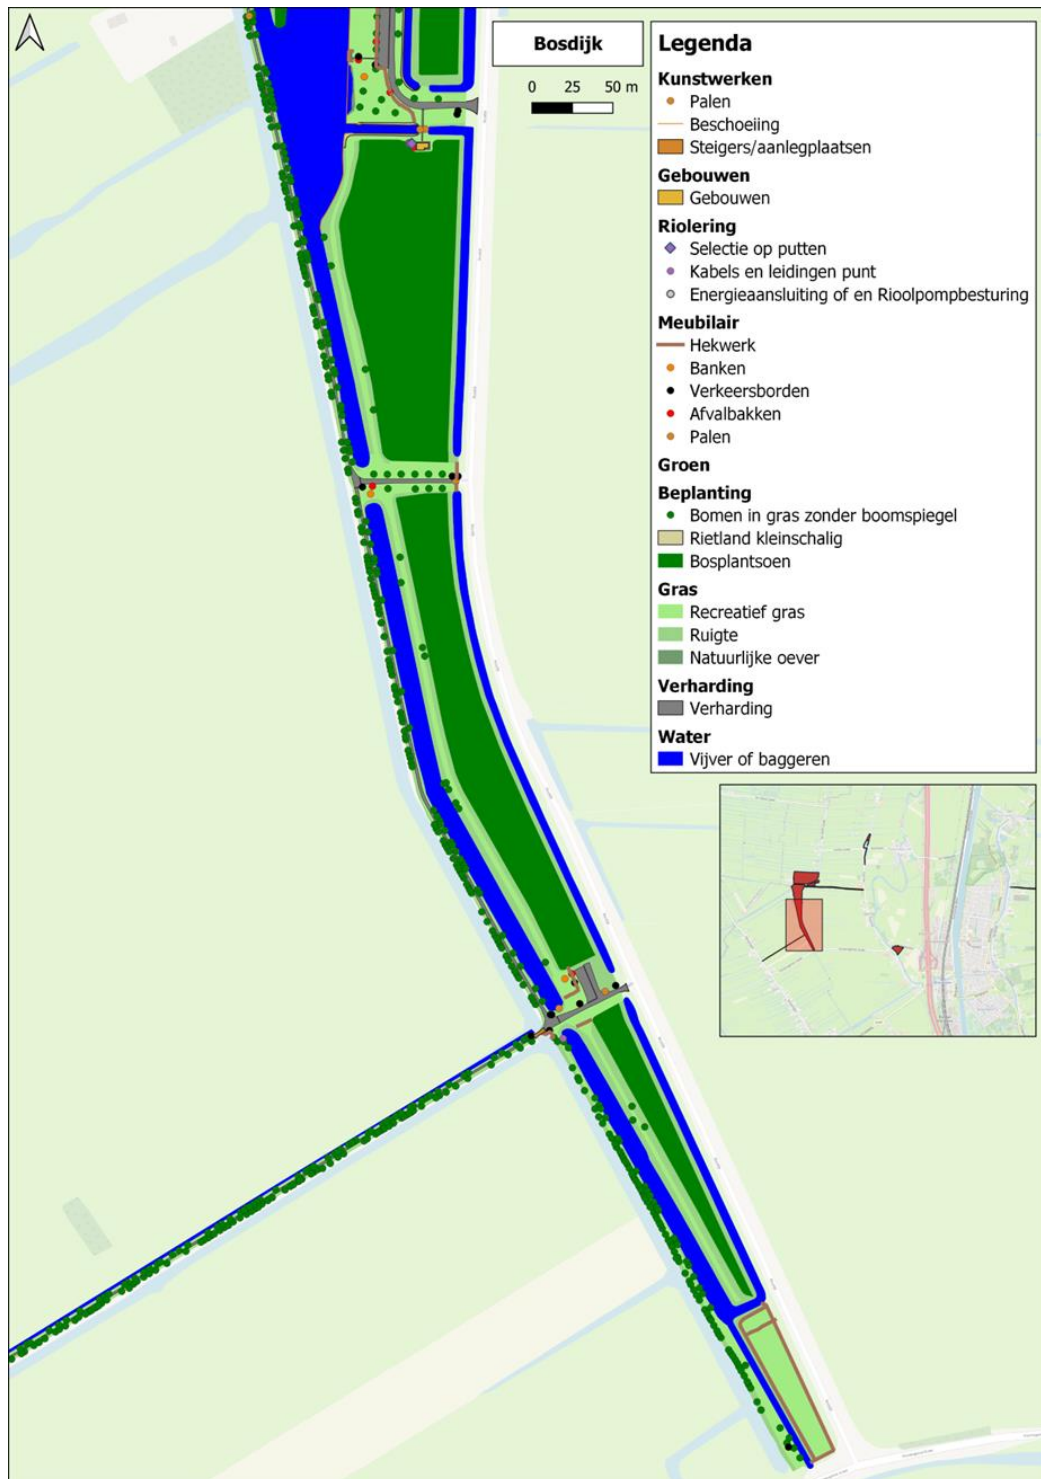 Bosdijk
0 25 50 m
Legenda
Kunstwerken
Palen
Beschoeiing
Steigers/aanlegplaatsen
Gebouwen
Gebouwen
Riolering
Selectie op putten
Kabels en leidingen punt
Energieaansluiting of en Rioolpompbesturing
Meubilair
Hekwerk
Banken
Verkeersborden
Afvalbakken
Palen
Groen
Beplanting
Bomen in gras zonder boomspiegel
Rietland kleinschalig
Bosplantsoen
Gras
Recreatief gras
Ruigte
Natuurlijke oever
Verharding
Verharding
Water
Vijver of baggeren